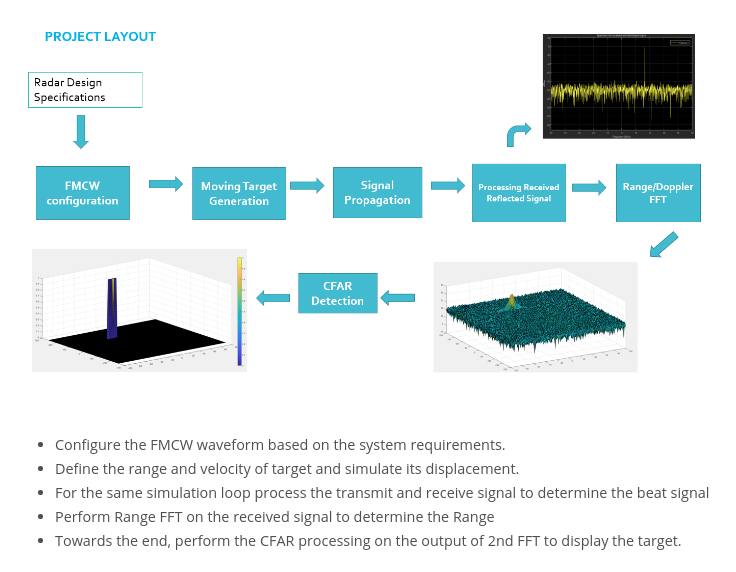 PROJECT LAYOUT
Radar Design
Specifications
FMCW
configuration
Moving Target
Generation
Signal
Propagation
Processing Received
Reflected Signal
Range/Doppler
FFT
CFAR
Detection
• Configure the FMCW waveform based on the system requirements.
• Define the range and velocity of target and simulate its displacement.
• For the same simulation loop process the transmit and receive signal to determine the beat signal
• Perform Range FFT on the received signal to determine the Range
• Towards the end, perform the CFAR processing on the output of 2nd FFT to display the target.